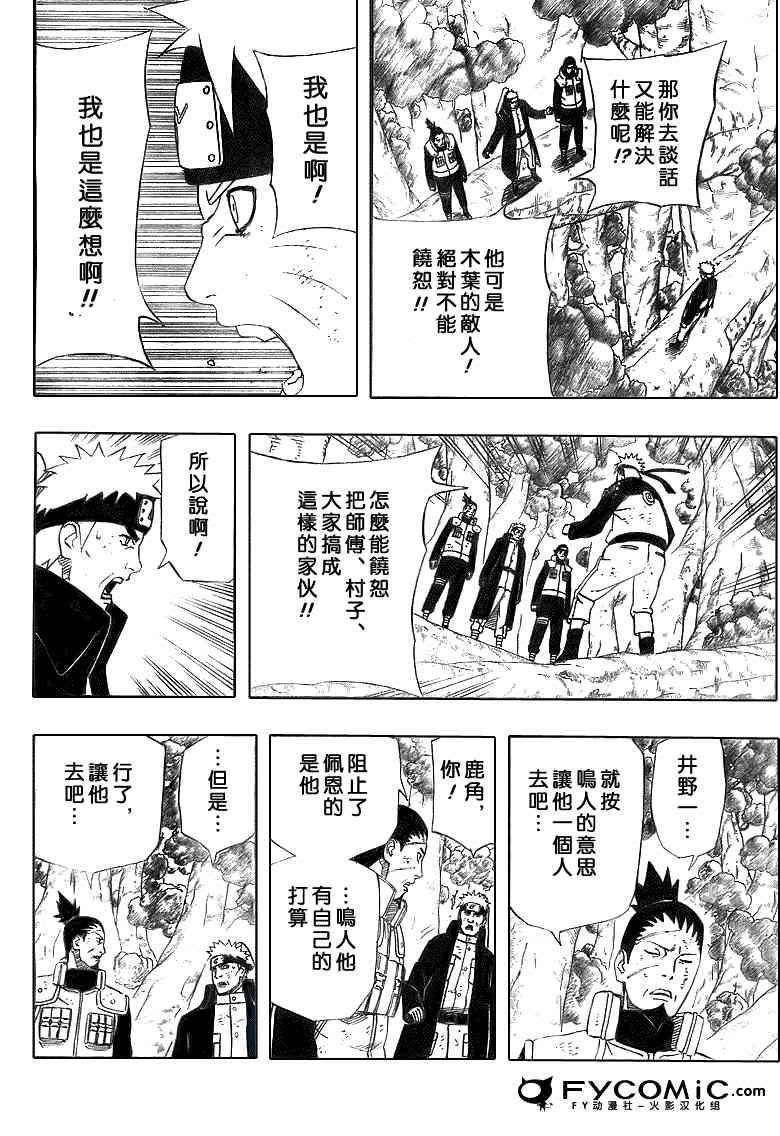 那你去談話
又能解決
什麼呢!?
他可是
木葉的敵人!
絕對不能
饒恕!!
我也是啊!
我也是這麼想啊!!
怎麼能饒恕
把師傅、村子、
大家搞成
這樣的家伙!!
所以說啊!
井野一…
就按
鳴人的意思
讓他一個人
去吧…
鹿角,
你!
阻止了
佩恩的
是他
…鳴人他
有自己的
打算
…但是…
行了,
讓他
去吧…
FYCOMIC.com
FY动漫社-火影汉化组